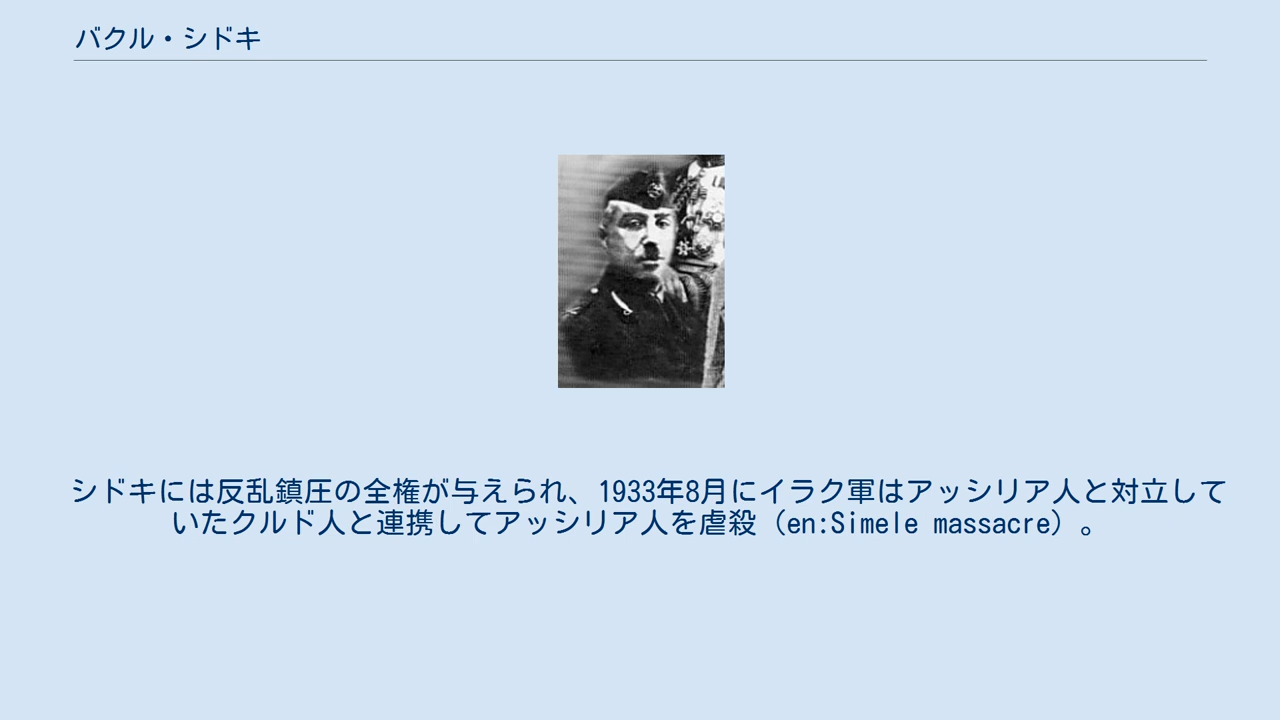 バクル・シドキ
シドキには反乱鎮圧の全権が与えられ、1933年8月にイラク軍はアッシリア人と対立して
いたクルド人と連携してアッシリア人を虐殺（en:Simele massacre）。